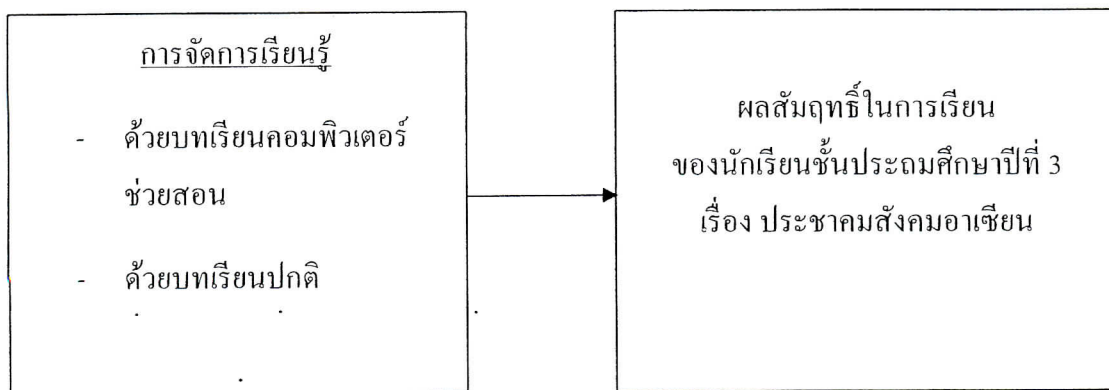 การจัดการเรียนรู้
- ด้วยบทเรียนคอมพิวเตอร์
ช่วยสอน
- ด้วยบทเรียนปกติ
ผลสัมฤทธิ์ในการเรียน
ของนักเรียนชั้นประถมศึกษาปีที่ 3
เรื่อง ประชาคมสังคมอาเซียน